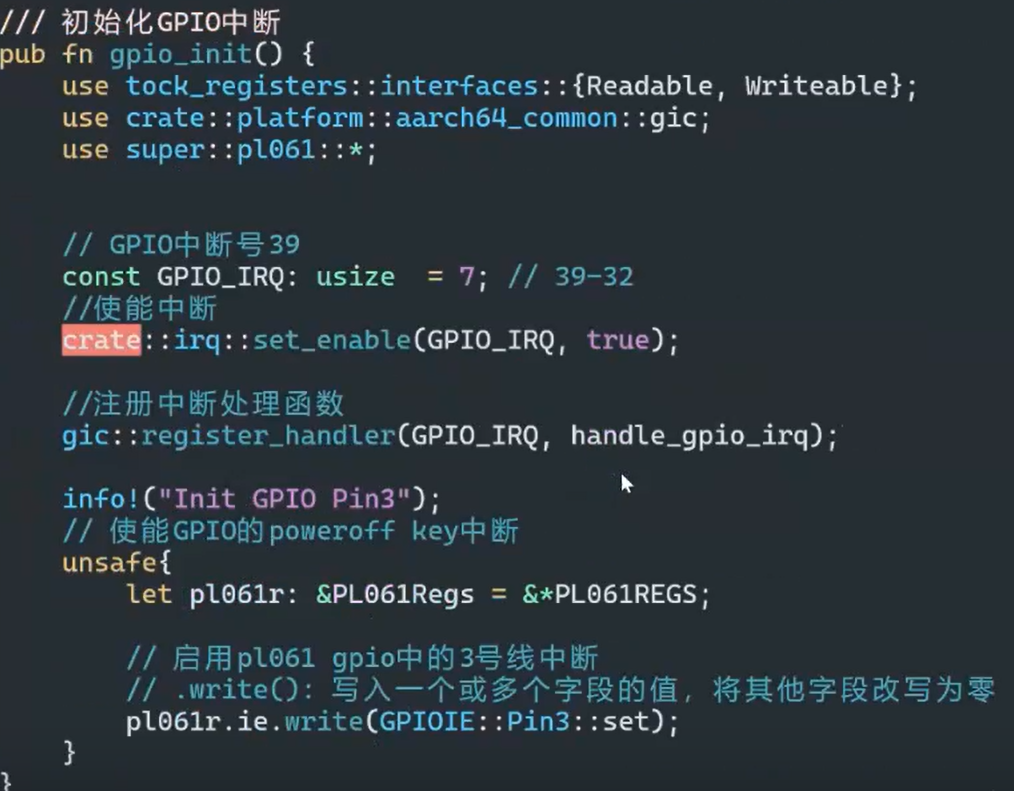 /// 初始化GPIO中断
pub fn gpio_init() {
    use tock_registers::interfaces::{Readable, Writeable};
    use crate::platform::aarch64_common::gic;
    use super::pl061::*;

    // GPIO中断号39
    const GPIO_IRQ: usize  = 7; // 39-32
    //使能中断
    crate::irq::set_enable(GPIO_IRQ, true);

    //注册中断处理函数
    gic::register_handler(GPIO_IRQ, handle_gpio_irq);

    info!("Init GPIO Pin3");
    // 使能GPIO的poweroff key中断
    unsafe{
        let pl061r: &PL061Regs = &*PL061REGS;

        // 启用pl061 gpio中的3号线中断
        // .write(): 写入一个或多个字段的值，将其他字段改写为零
        pl061r.ie.write(GPIOIE::Pin3::set);
    }
}